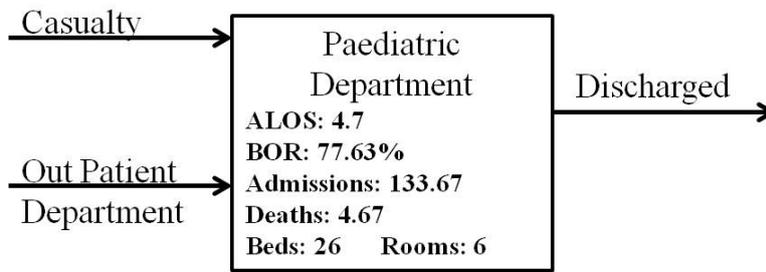 Casualty
Paediatric
Department
Discharged
ALOS: 4.7
BOR: 77.63%
Out Patient
Department
Admissions: 133.67
Deaths: 4.67
Beds: 26 Rooms: 6